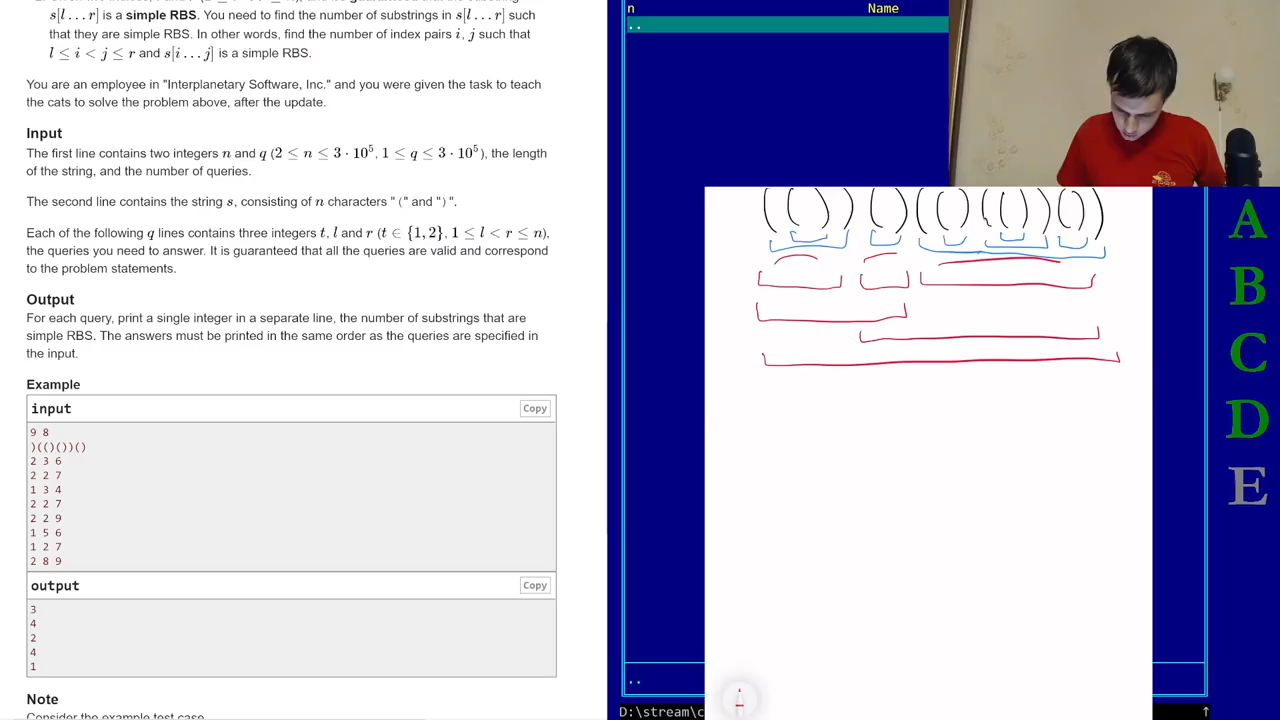 s[l … r] is a simple RBS. You need to find the number of substrings in s[l … r] such
that they are simple RBS. In other words, find the number of index pairs i, j such that
l ≤ i < j ≤ r and s[i … j] is a simple RBS.
You are an employee in "Interplanetary Software, Inc." and you were given the task to teach
the cats to solve the problem above, after the update.
Input
The first line contains two integers n and q (2 ≤ n ≤ 3 · 10^5, 1 ≤ q ≤ 3 · 10^5), the length
of the string, and the number of queries.
The second line contains the string s, consisting of n characters "(" and ")".
Each of the following q lines contains three integers t, l and r (t ∈ {1, 2}, 1 ≤ l < r ≤ n),
the queries you need to answer. It is guaranteed that all the queries are valid and correspond
to the problem statements.
Output
For each query, print a single integer in a separate line, the number of substrings that are
simple RBS. The answers must be printed in the same order as the queries are specified in
the input.
Example
input
Copy
9 8
)(()())()
2 3 6
2 2 7
1 3 4
2 2 7
2 2 9
1 5 6
1 2 7
2 8 9
output
Copy
3
4
2
4
1
Note
Consider the example test case.
n
Name
..
..
D:\stream\c
A
B
C
D
E